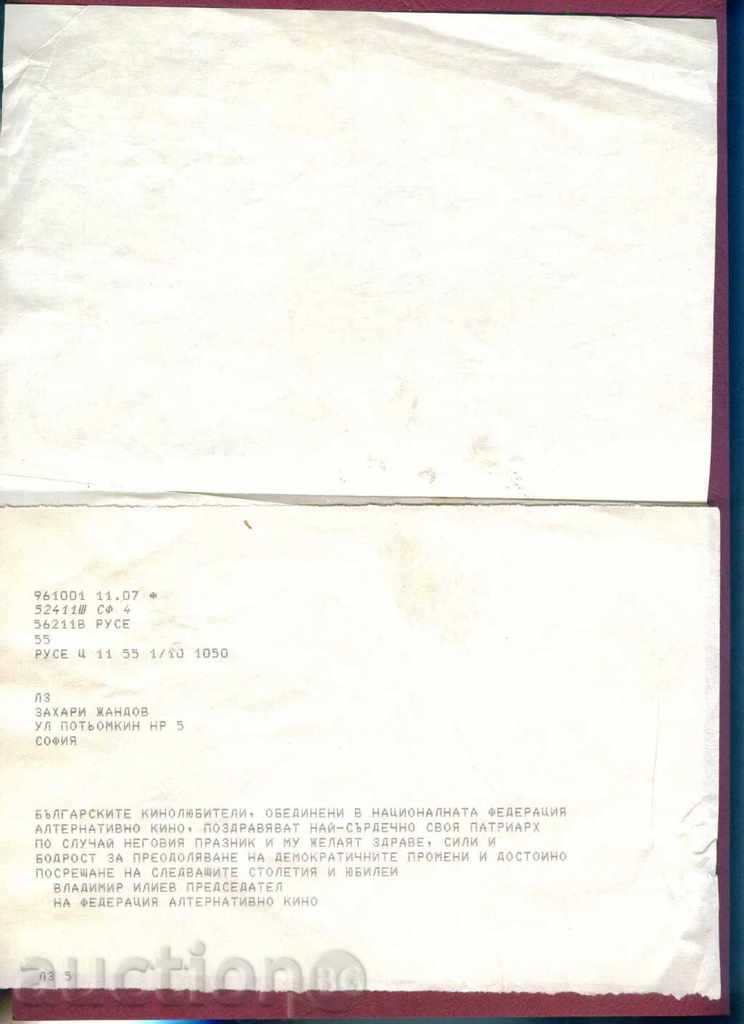 961001 11.07 *
52411Ш СФ 4
56211В РУСЕ
55
РУСЕ Ц 11 55 1/10 1050
ЛЗ
ЗАХАРИ ЖАНДОВ
УЛ ПОТЬОМКИН НР 5
СОФИЯ
БЪЛГАРСКИТЕ КИНОЛЮБИТЕЛИ, ОБЕДИНЕНИ В НАЦИОНАЛНАТА ФЕДЕРАЦИЯ
АЛТЕРНАТИВНО КИНО, ПОЗДРАВЯВАТ НАЙ-СЪРДЕЧНО СВОЯ ПАТРИАРХ
ПО СЛУЧАЙ НЕГОВИЯ ПРАЗНИК И МУ ЖЕЛАЯТ ЗДРАВЕ, СИЛИ И
БОДРОСТ ЗА ПРЕОДОЛЯВАНЕ НА ДЕМОКРАТИЧНИТЕ ПРОМЕНИ И ДОСТОИНО
ПОСРЕЩАНЕ НА СЛЕДВАЩИТЕ СТОЛЕТИЯ И ЮБИЛЕИ
ВЛАДИМИР ИЛИЕВ ПРЕДСЕДАТЕЛ
НА ФЕДЕРАЦИЯ АЛТЕРНАТИВНО КИНО
ЛЗ 5
auction BG